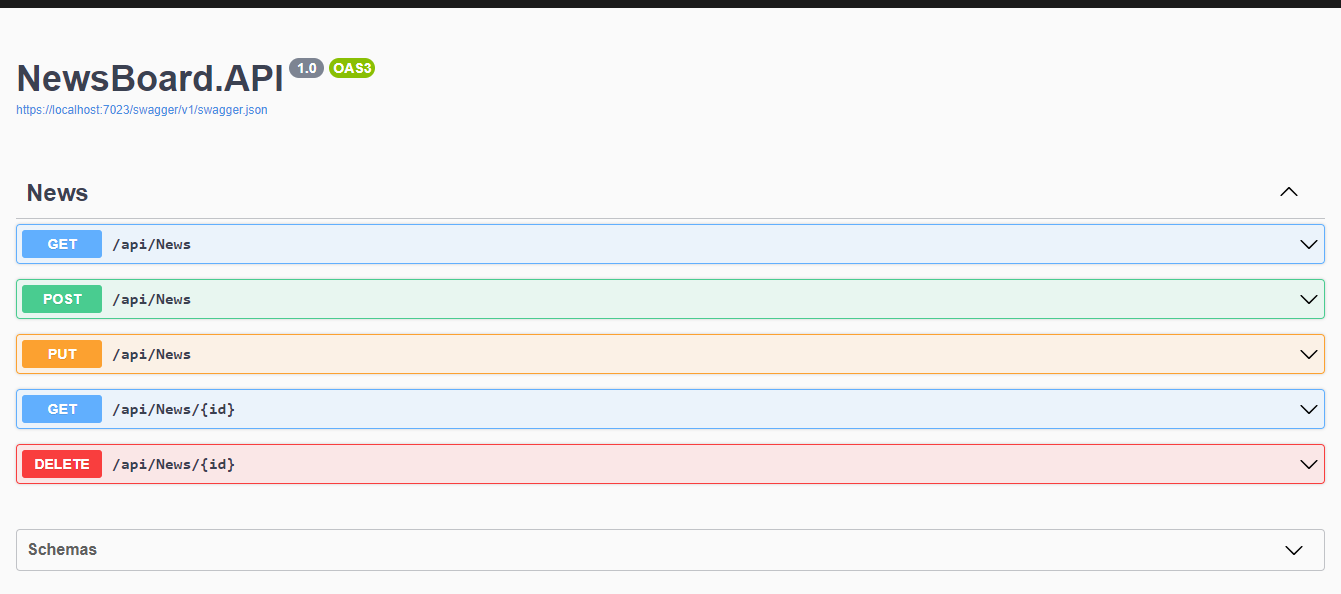 NewsBoard.API 1.0 OAS3
https://localhost:7023/swagger/v1/swagger.json
News
GET /api/News
POST /api/News
PUT /api/News
GET /api/News/{id}
DELETE /api/News/{id}
Schemas